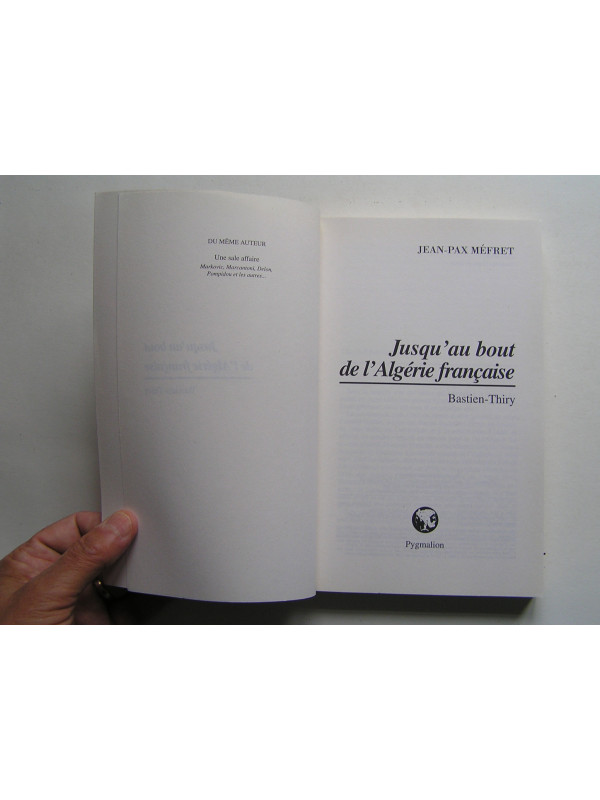 DU MÊME AUTEUR
Une sale affaire
Markovic, Marcantoni, Delon,
Pompidou et les autres...
JEAN-PAX MÉFRET
Jusqu'au bout
de l'Algérie française
Bastien-Thiry
Pygmalion